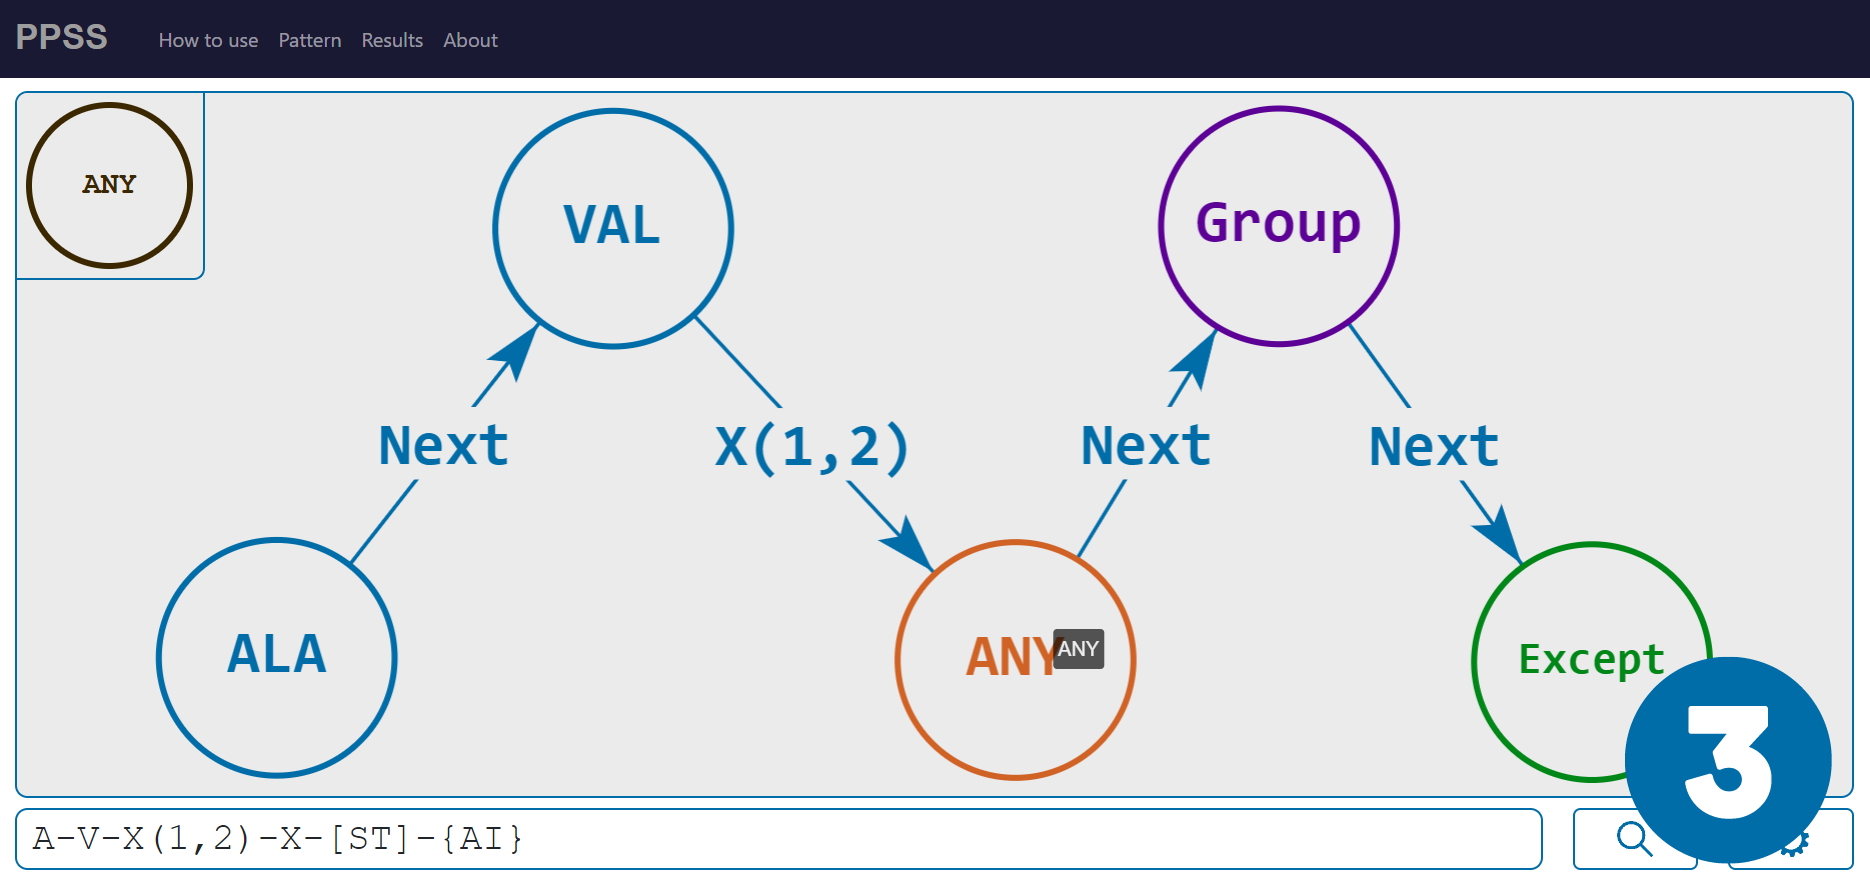 PPSS How to use Pattern Results About
ANY
VAL
Group
Next
X(1,2)
Next
Next
ALA
ANY
ANY
Except
3
A-V-X(1,2)-X-[ST]-{AI}